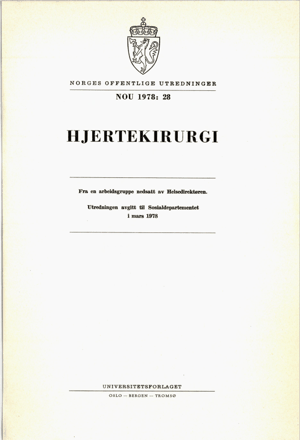 NORGES OFFENTLIGE UTREDNINGER
NOU 1978: 28
HJERTEKIRURGI
Fra en arbeidsgruppe nedsatt av Helsedirektøren.
Utredningen avgitt til Sosialdepartementet
i mars 1978
UNIVERSITETSFORLAGET
OSLO — BERGEN — TROMSØ